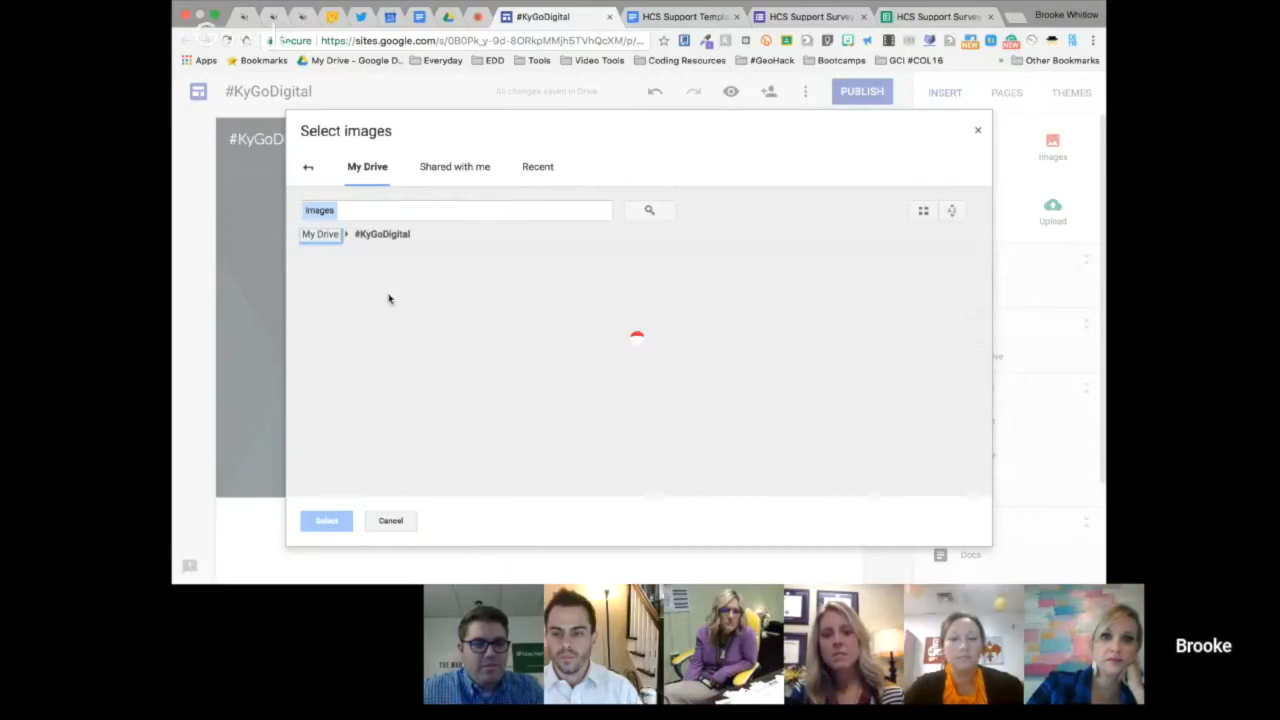 #KyGoDigital
HCS Support Templ
HCS Support Survey
HCS Support Survey
Brooke Whitlow
Secure
https://sites.google.com/s/0B0Pk_y-9d-8ORkpMMjh5TVhQcXM/p/...
Apps
Bookmarks
My Drive - Google D...
Everyday
EDD
Tools
Video Tools
Coding Resources
#GeoHack
Bootcamps
GCI #COL16
»
Other Bookmarks
#KyGoDigital
All changes saved in Drive
PUBLISH
INSERT
PAGES
THEMES
#KyGoD
Select images
My Drive
Shared with me
Recent
Images
Upload
images
My Drive
#KyGoDigital
Select
Cancel
Docs
Brooke